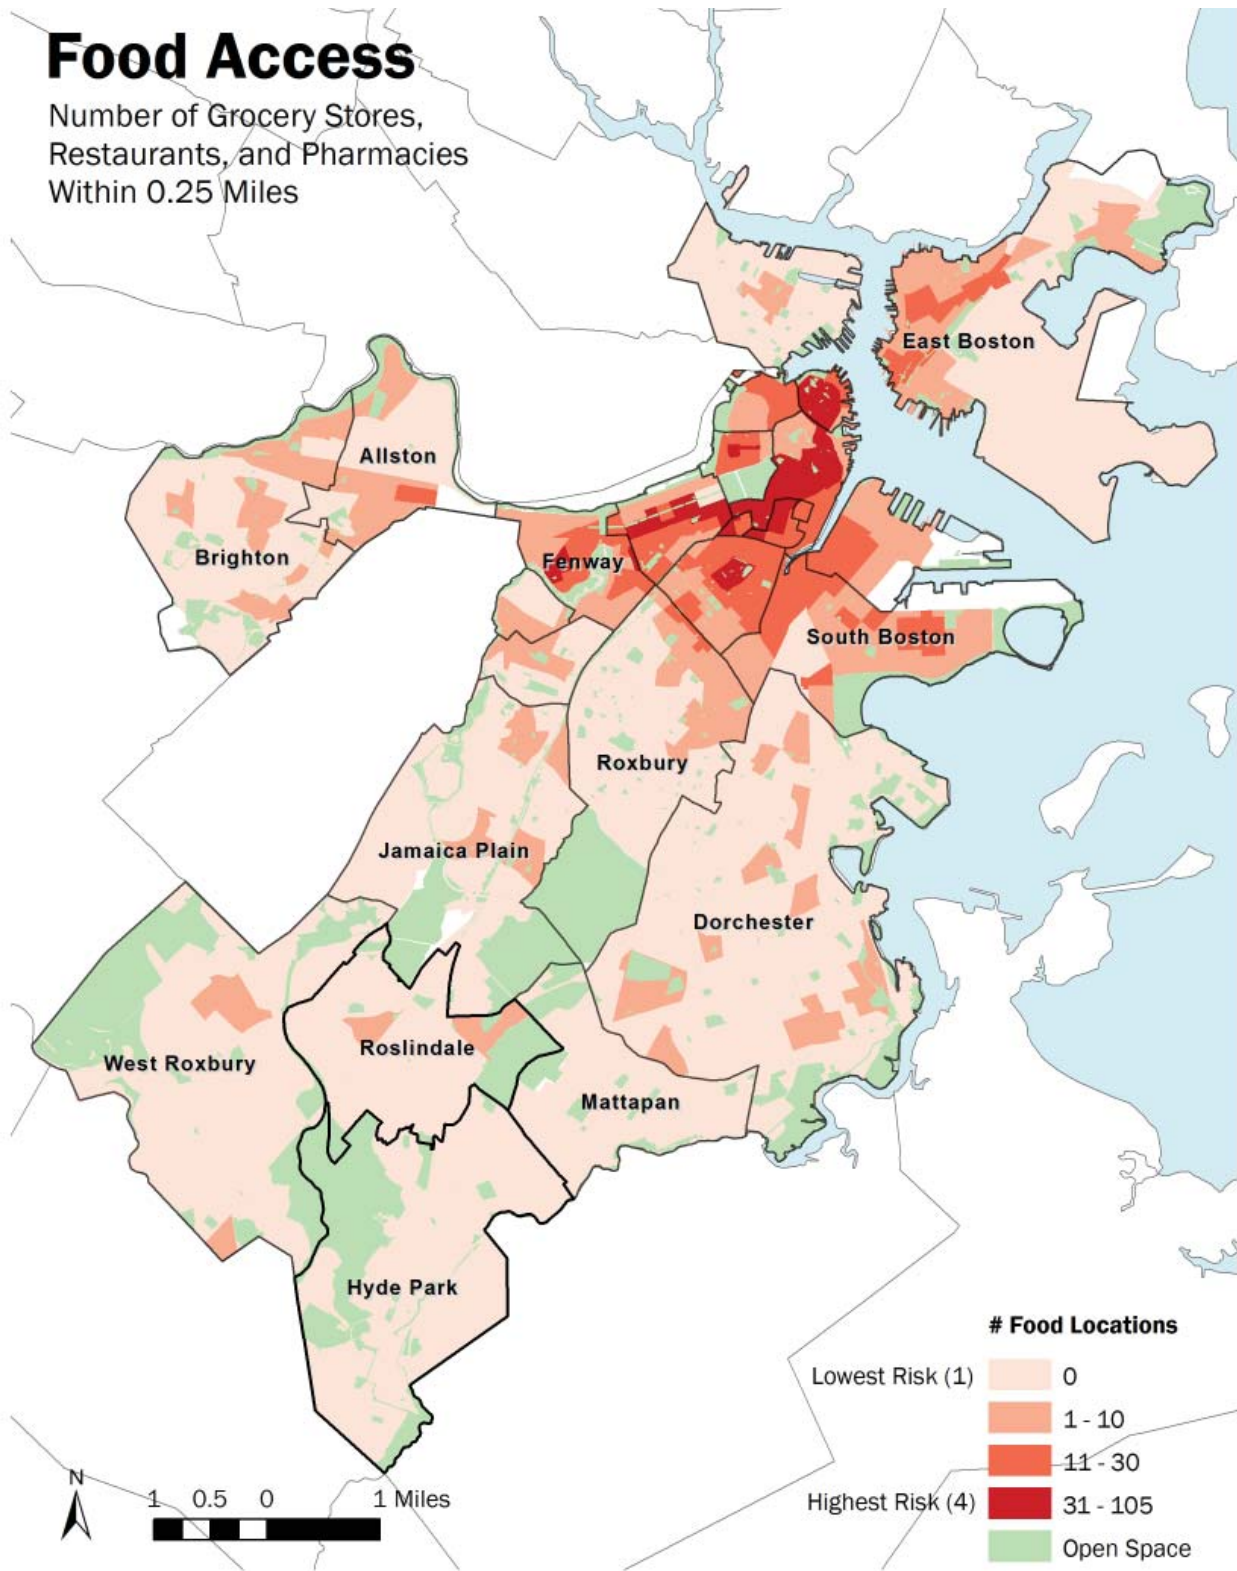 Food Access
Number of Grocery Stores,
Restaurants, and Pharmacies
Within 0.25 Miles
East Boston
Allston
Brighton
Fenway
South Boston
Roxbury
Jamaica Plain
Dorchester
West Roxbury
Roslindale
Mattapan
Hyde Park
# Food Locations
Lowest Risk (1) 0
1 - 10
11 - 30
Highest Risk (4) 31 - 105
Open Space
N
1 0.5 0 1 Miles